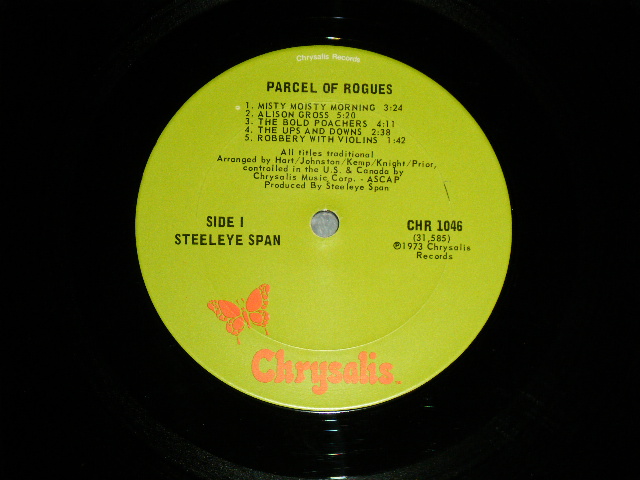 Chrysalis Records
PARCEL OF ROGUES
1. MISTY MOISTY MORNING 3:24
2. ALISON GROSS 5:20
3. THE BOLD POACHERS 4:11
4. THE UPS AND DOWNS 2:38
5. ROBBERY WITH VIOLINS 1:42
All titles traditional
Arranged by Hart/Johnston/Kemp/Knight/Prior,
controlled in the U.S. & Canada by
Chrysalis Music Corp. - ASCAP
Produced By Steeleye Span
SIDE I
STEELEYE SPAN
CHR 1046
(31,585)
℗1973 Chrysalis
Records
Chrysalis